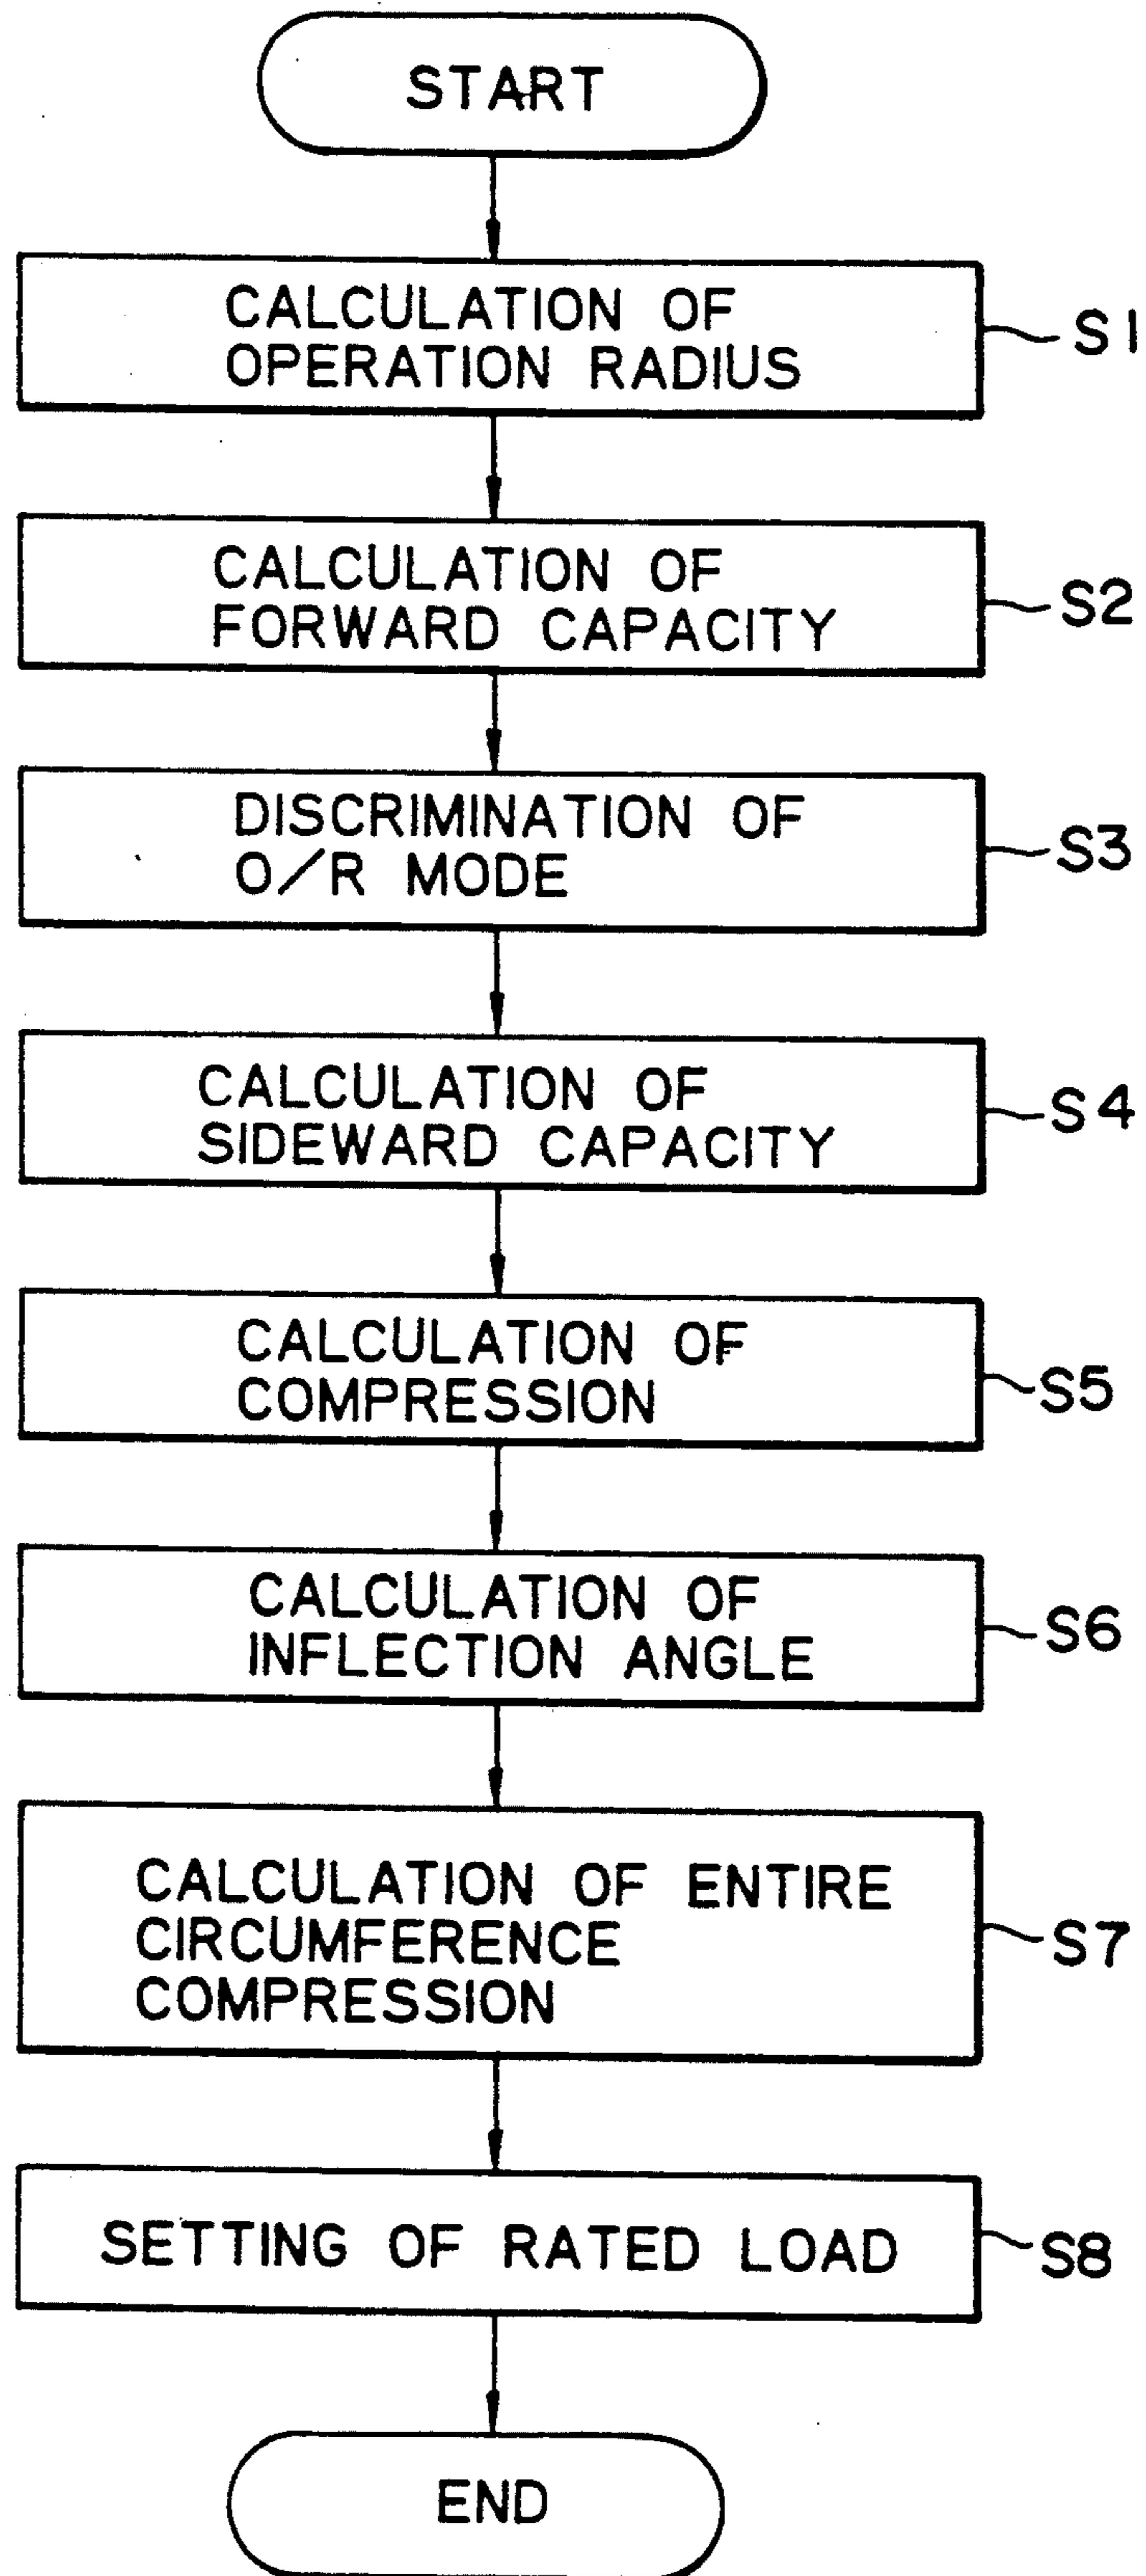 START
CALCULATION OF
OPERATION RADIUS
S1
CALCULATION OF
FORWARD CAPACITY
S2
DISCRIMINATION OF
O/R MODE
S3
CALCULATION OF
SIDEWARD CAPACITY
S4
CALCULATION OF
COMPRESSION
S5
CALCULATION OF
INFLECTION ANGLE
S6
CALCULATION OF ENTIRE
CIRCUMFERENCE
COMPRESSION
S7
SETTING OF RATED LOAD
S8
END